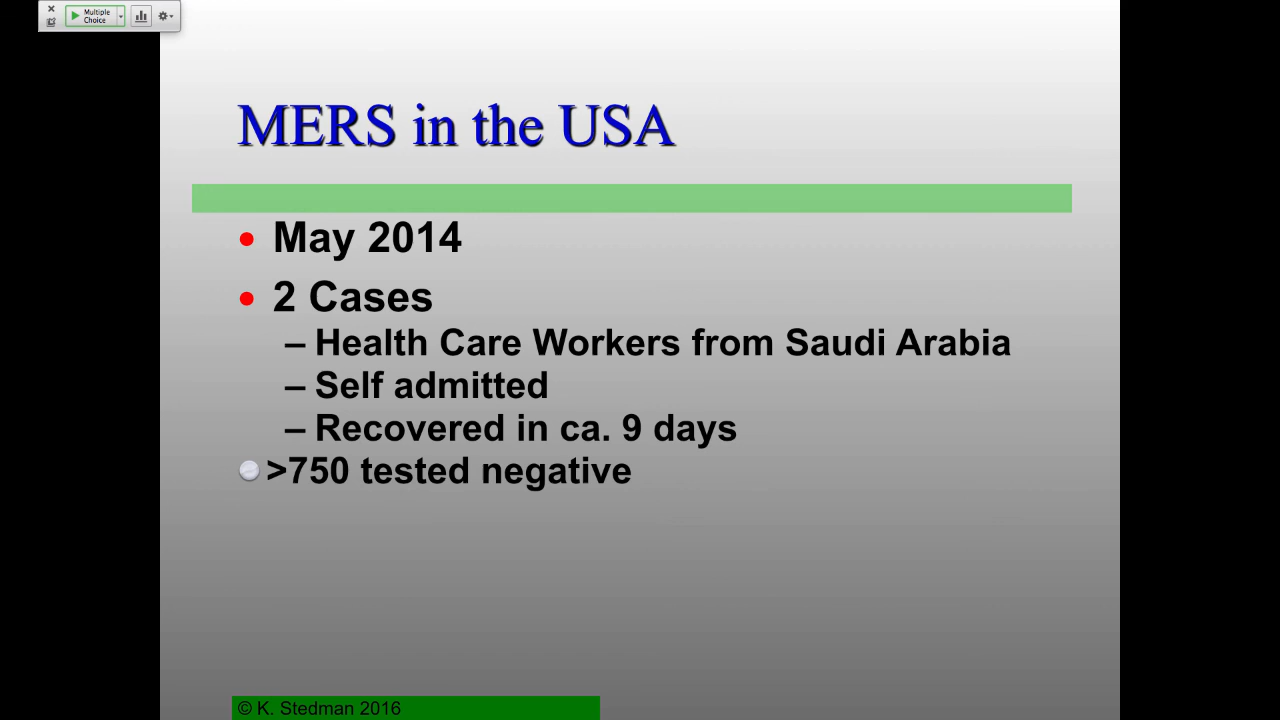 Multiple
Choice
MERS in the USA
• May 2014
• 2 Cases
– Health Care Workers from Saudi Arabia
– Self admitted
– Recovered in ca. 9 days
>750 tested negative
© K. Stedman 2016